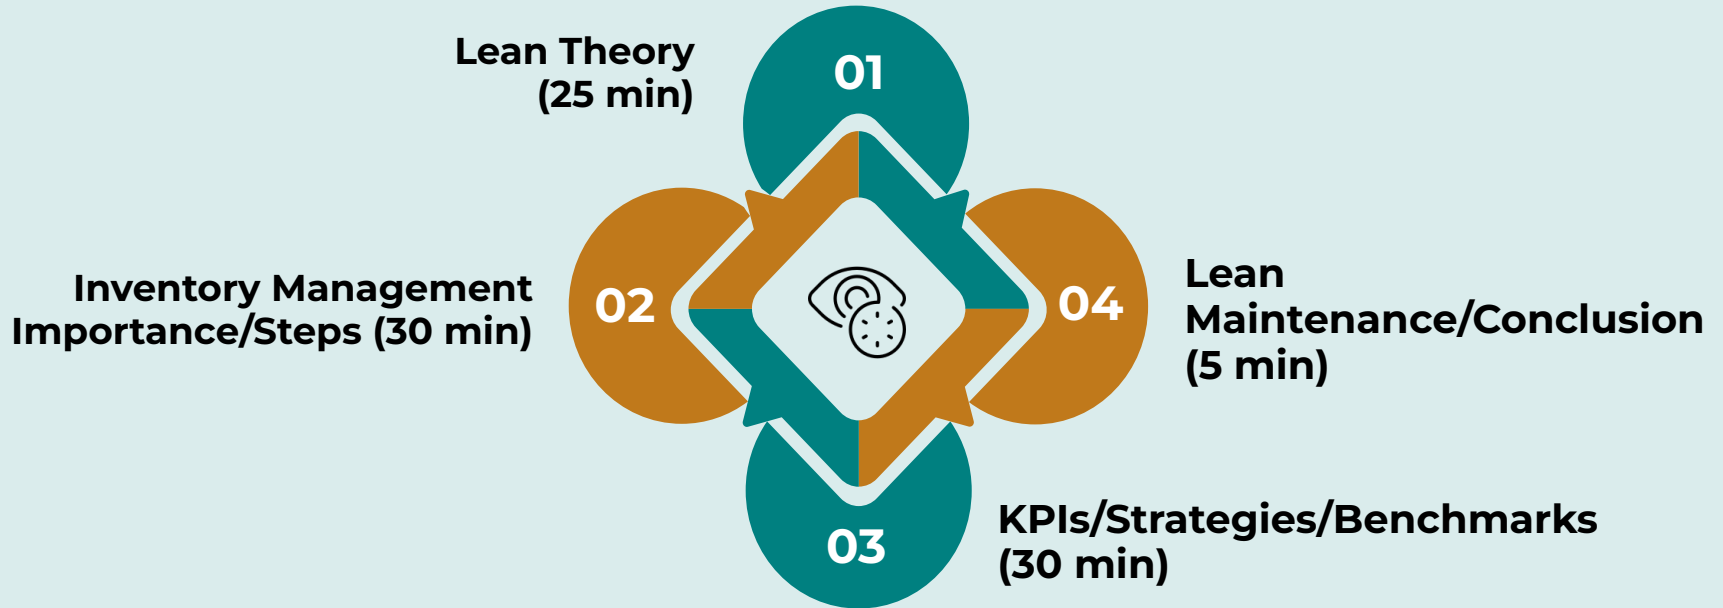 01
Lean Theory
(25 min)
02
Inventory Management
Importance/Steps (30 min)
03
KPIs/Strategies/Benchmarks
(30 min)
04
Lean
Maintenance/Conclusion
(5 min)